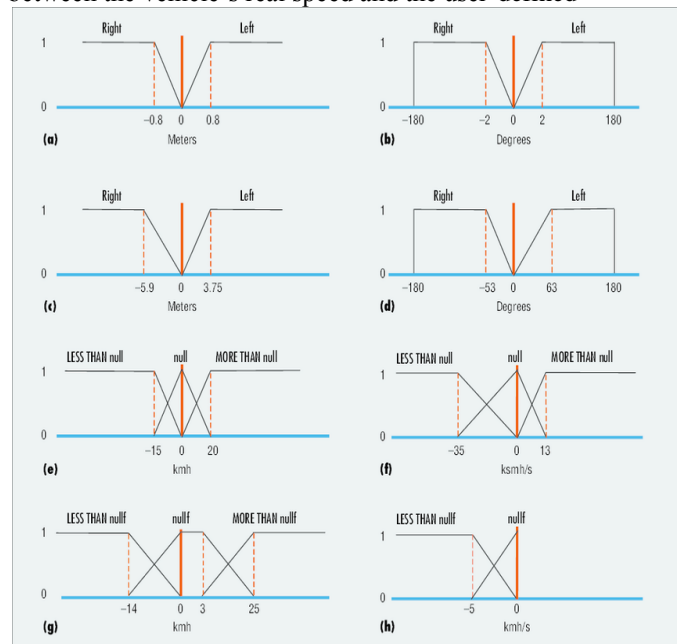 between the vehicle's real speed and the user-defined
Right Left
1
0
-0.8 0 0.8
(a) Meters
Right Left
1
0
-180 -2 0 2 180
(b) Degrees
Right Left
1
0
-5.9 0 3.75
(c) Meters
Right Left
1
0
-180 -53 0 63 180
(d) Degrees
LESS THAN null null MORE THAN null
1
0
-15 0 20
(e) kmh
LESS THAN null null MORE THAN null
1
0
-35 0 13
(f) ksmh/s
LESS THAN nullf nullf MORE THAN nullf
1
0
-14 0 3 25
(g) kmh
LESS THAN nullf nullf
1
0
-5 0
(h) kmh/s